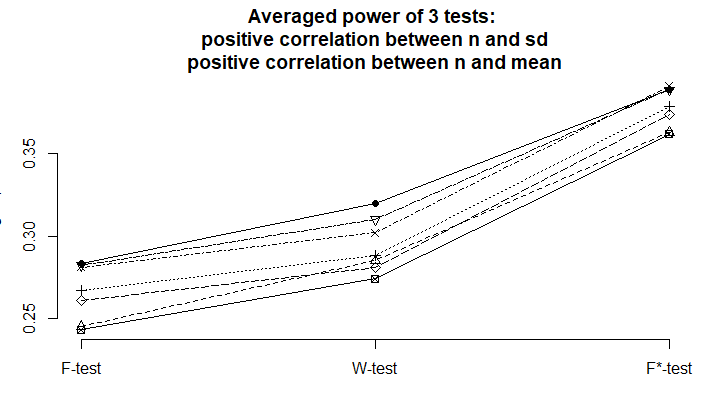 Averaged power of 3 tests:
positive correlation between n and sd
positive correlation between n and mean
0.35
0.30
0.25
F-test
W-test
F*-test